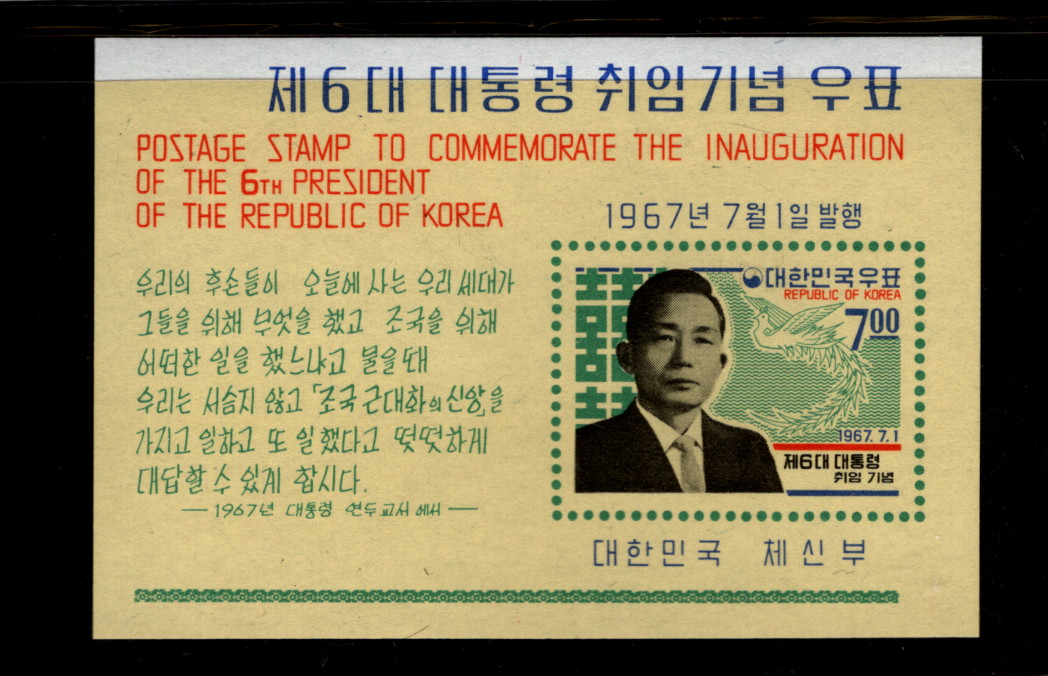 제6대 대통령 취임기념 우표
POSTAGE STAMP TO COMMEMORATE THE INAUGURATION
OF THE 6TH PRESIDENT
OF THE REPUBLIC OF KOREA
1967년 7월 1일 발행
우리의 후손들이 오늘에 사는 우리 세대가
그들을 위해 무엇을 했고 조국을 위해
어떠한 일을 했느냐고 물을 때
우리는 서슴지 않고 「조국 근대화의 신앙」을
가지고 일하고 또 일했다고 떳떳하게
대답할 수 있게 합시다.
— 1967년 대통령 연두교서에서 —
대한민국우표
REPUBLIC OF KOREA
700
1967. 7. 1
제6대 대통령
취임 기념
대한민국 체신부